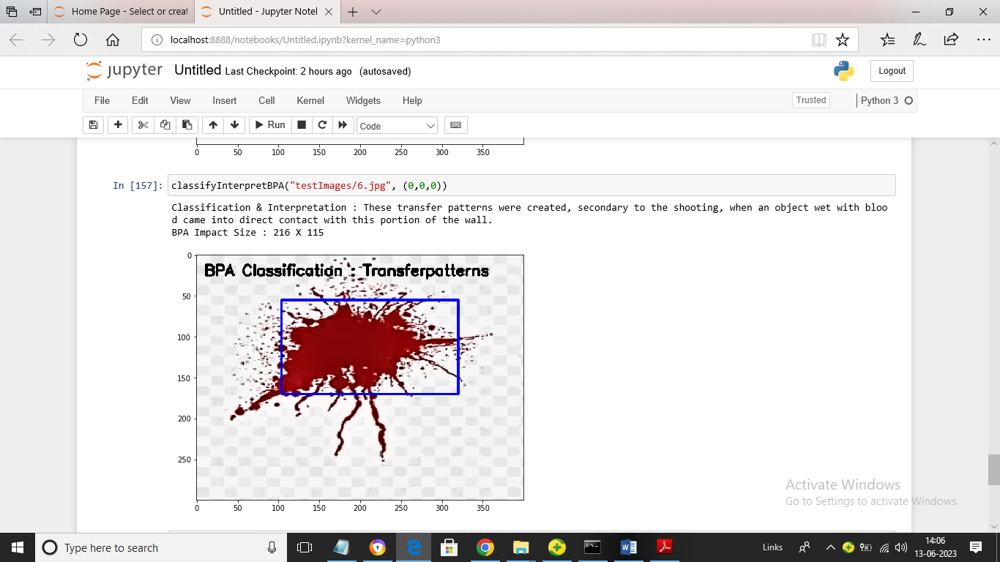 Home Page - Select or creat
Untitled - Jupyter Notel
localhost:8888/notebooks/Untitled.ipynb?kernel_name=python3
jupyter Untitled Last Checkpoint: 2 hours ago (autosaved)
Logout
File Edit View Insert Cell Kernel Widgets Help
Trusted
Python 3
Run
Code
0 50 100 150 200 250 300 350
In [157]: classifyInterpretBPA("testImages/6.jpg", (0,0,0))
Classification & Interpretation : These transfer patterns were created, secondary to the shooting, when an object wet with bloo
d came into direct contact with this portion of the wall.
BPA Impact Size : 216 X 115
BPA Classification : Transferpatterns
0
50
100
150
200
250
0 50 100 150 200 250 300 350
Activate Windows
Go to Settings to activate Windows.
Type here to search
Links
14:06
13-06-2023